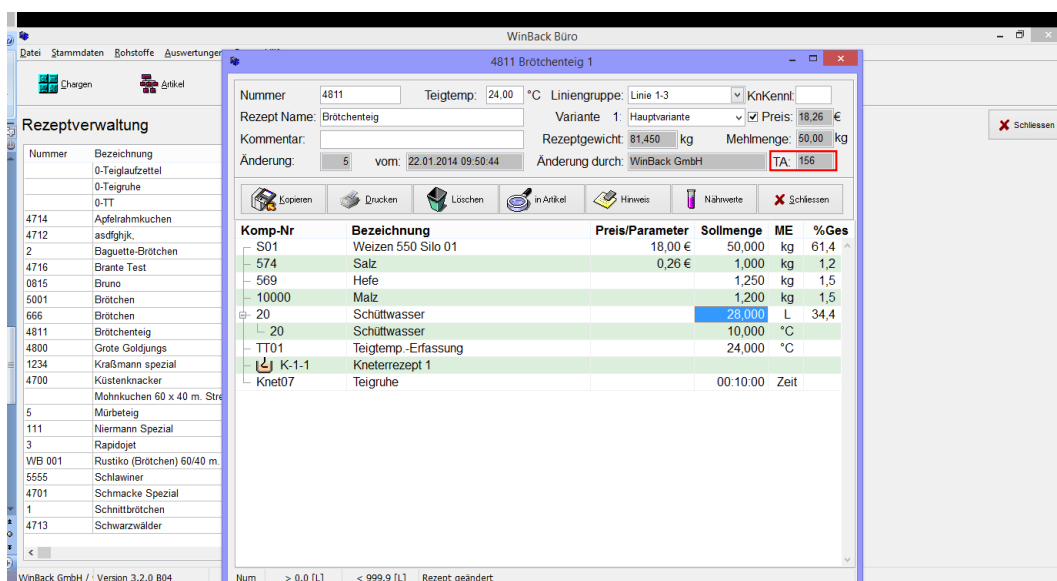 WinBack Büro
Datei Stammdaten Rohstoffe Auswertungen
Chargen Artikel
Rezeptverwaltung
Schliessen
Nummer Bezeichnung
0-Teiglaufzettel
0-Teigruhe
0-TT
4714 Apfelrahmkuchen
4712 asdfghjk,
2 Baguette-Brötchen
4716 Brante Test
0815 Bruno
5001 Brötchen
666 Brötchen
4811 Brötchenteig
4800 Grote Goldjungs
1234 Kraßmann spezial
4700 Küstenknacker
Mohnkuchen 60 x 40 m. Stre
5 Mürbeteig
111 Niermann Spezial
3 Rapidojet
WB 001 Rustiko (Brötchen) 60/40 m.
5555 Schlawiner
4701 Schmacke Spezial
1 Schnittbrötchen
4713 Schwarzwälder
WinBack GmbH / Version 3.2.0 B04
4811 Brötchenteig 1
Nummer 4811 Teigtemp: 24,00 °C Liniengruppe: Linie 1-3 KnKennl:
Rezept Name: Brötchenteig Variante 1: Hauptvariante Preis: 18,26 €
Kommentar: Rezeptgewicht: 81,450 kg Mehlmenge: 50,00 kg
Änderung: 5 vom: 22.01.2014 09:50:44 Änderung durch: WinBack GmbH TA: 156
Kopieren Drucken Löschen in Artikel Hinweis Nährwerte Schliessen
Komp-Nr Bezeichnung Preis/Parameter Sollmenge ME %Ges
S01 Weizen 550 Silo 01 18,00 € 50,000 kg 61,4
574 Salz 0,26 € 1,000 kg 1,2
569 Hefe 1,250 kg 1,5
10000 Malz 1,200 kg 1,5
20 Schüttwasser 28,000 L 34,4
20 Schüttwasser 10,000 °C
TT01 Teigtemp.-Erfassung 24,000 °C
K-1-1 Kneterrezept 1
Knet07 Teigruhe 00:10:00 Zeit
Num > 0,0 [L] < 999,9 [L] Rezept geändert